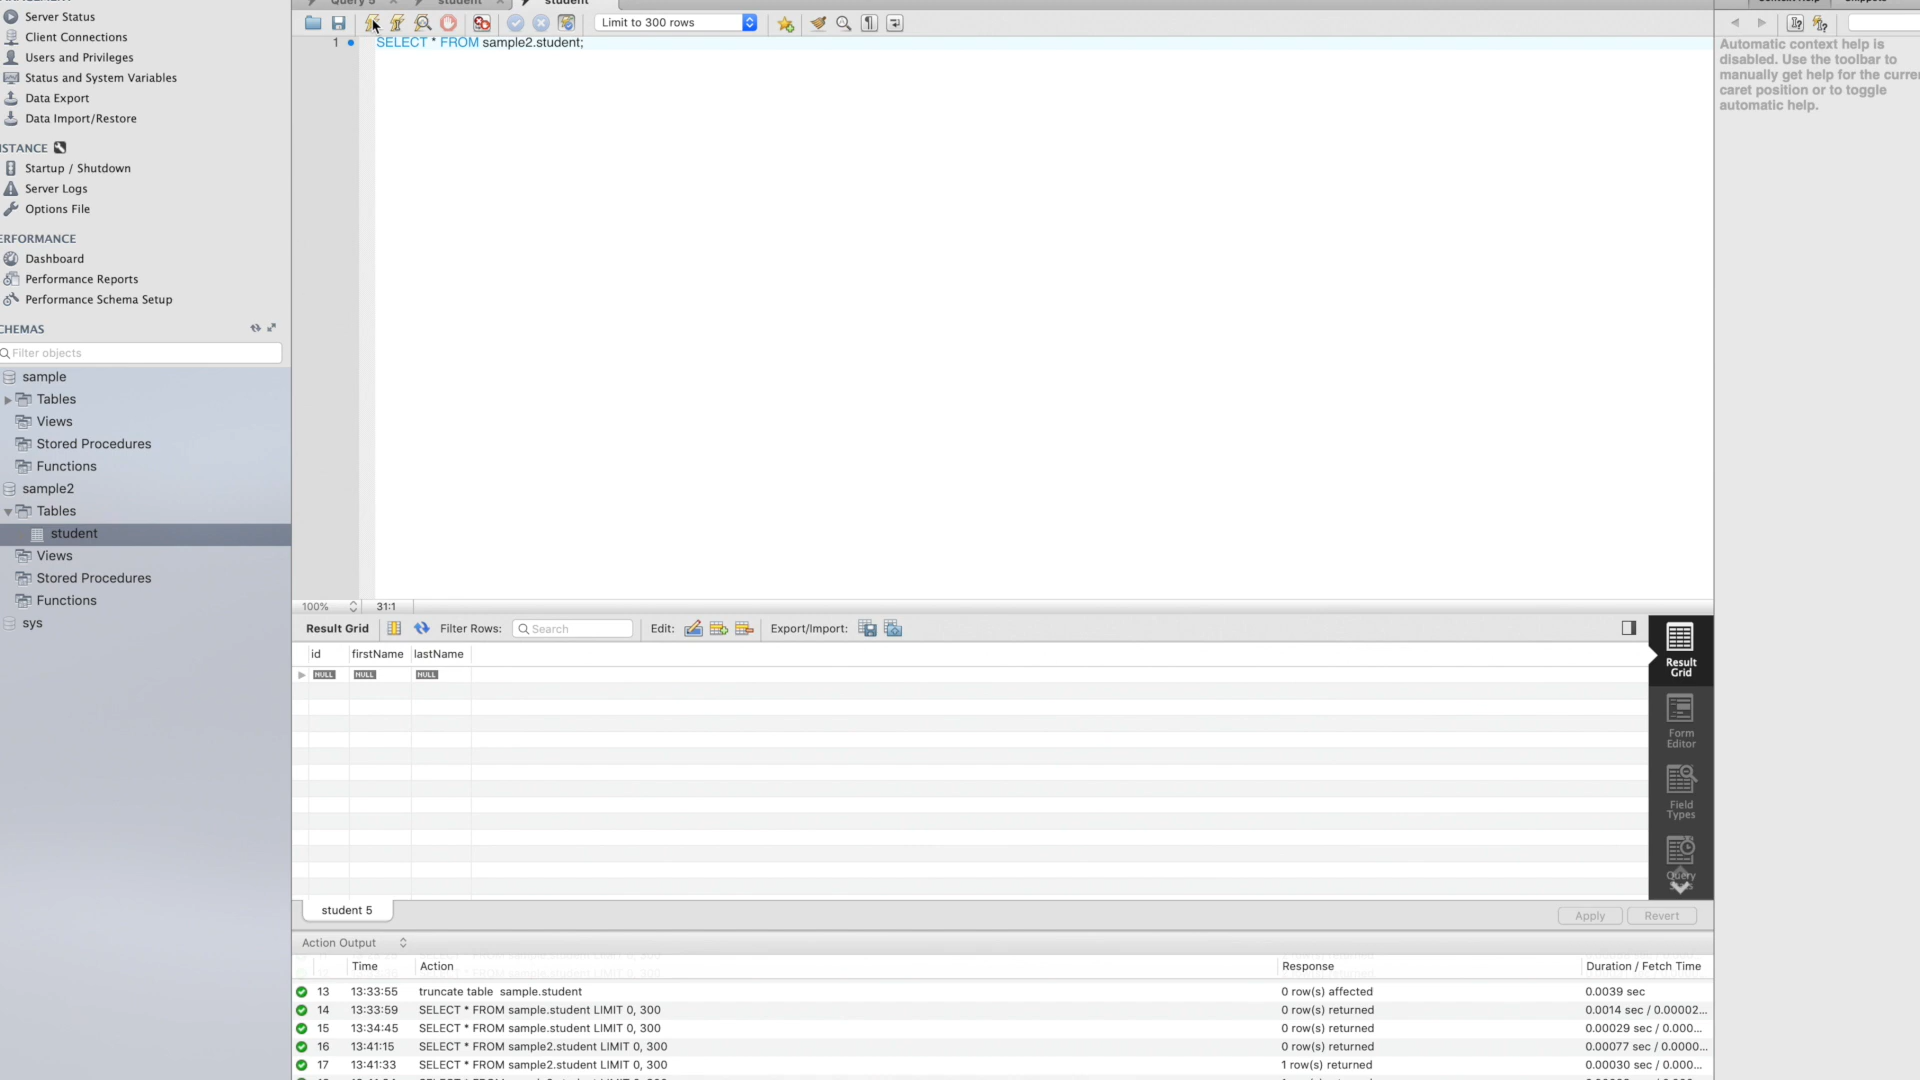 Query 5
student
student
Server Status
Client Connections
Users and Privileges
Status and System Variables
Data Export
Data Import/Restore
Startup / Shutdown
Server Logs
Options File
Dashboard
Performance Reports
Performance Schema Setup
Filter objects
sample
Tables
Views
Stored Procedures
Functions
sample2
Tables
student
Views
Stored Procedures
Functions
sys
Limit to 300 rows
1
SELECT * FROM sample2.student;
100%
31:1
Result Grid
Filter Rows:
Search
Edit:
Export/Import:
id firstName lastName
NULL NULL NULL
Result
Grid
Form
Editor
Field
Types
Query
student 5
Apply
Revert
Action Output
Time Action Response Duration / Fetch Time
13 13:33:55 truncate table sample.student 0 row(s) affected 0.0039 sec
14 13:33:59 SELECT * FROM sample.student LIMIT 0, 300 0 row(s) returned 0.0014 sec / 0.00002...
15 13:34:45 SELECT * FROM sample.student LIMIT 0, 300 0 row(s) returned 0.00029 sec / 0.000...
16 13:41:15 SELECT * FROM sample2.student LIMIT 0, 300 0 row(s) returned 0.00077 sec / 0.0000...
17 13:41:33 SELECT * FROM sample2.student LIMIT 0, 300 1 row(s) returned 0.00030 sec / 0.000...
Automatic context help is
disabled. Use the toolbar to
manually get help for the
caret position or to toggle
automatic help.